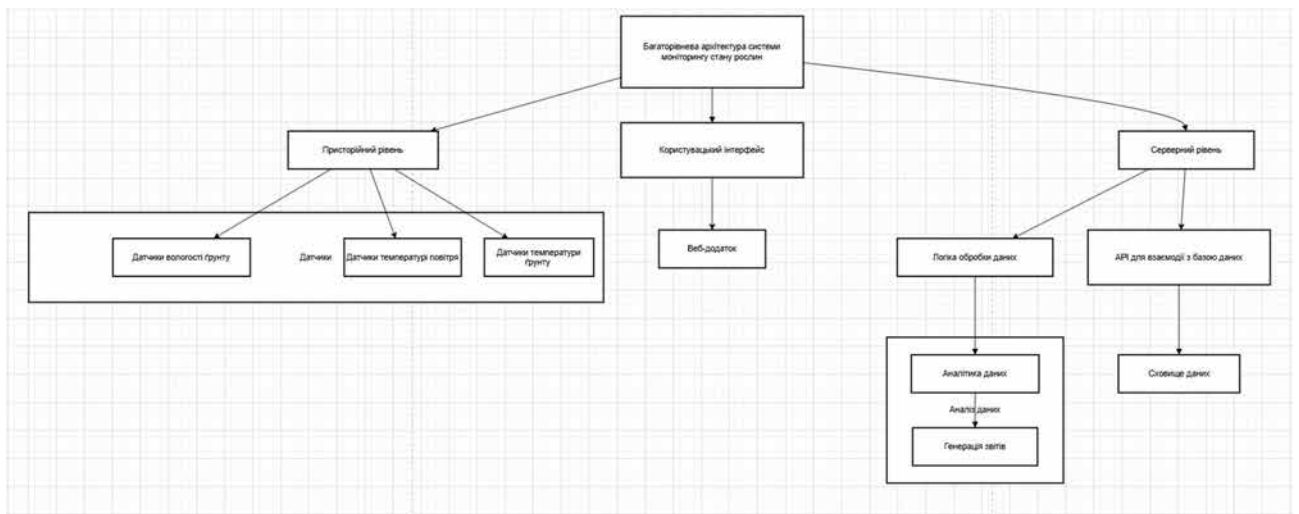 Багаторівнева архітектура системи
моніторингу стану рослин
Присторійний рівень
Користувацький інтерфейс
Серверний рівень
Датчики вологості ґрунту
Датчики
Датчики температурі повітря
Датчики температури
ґрунту
Веб-додаток
Логіка обробки даних
API для взаємодії з базою даних
Аналітика даних
Аналіз даних
Генерація звітів
Сховище даних